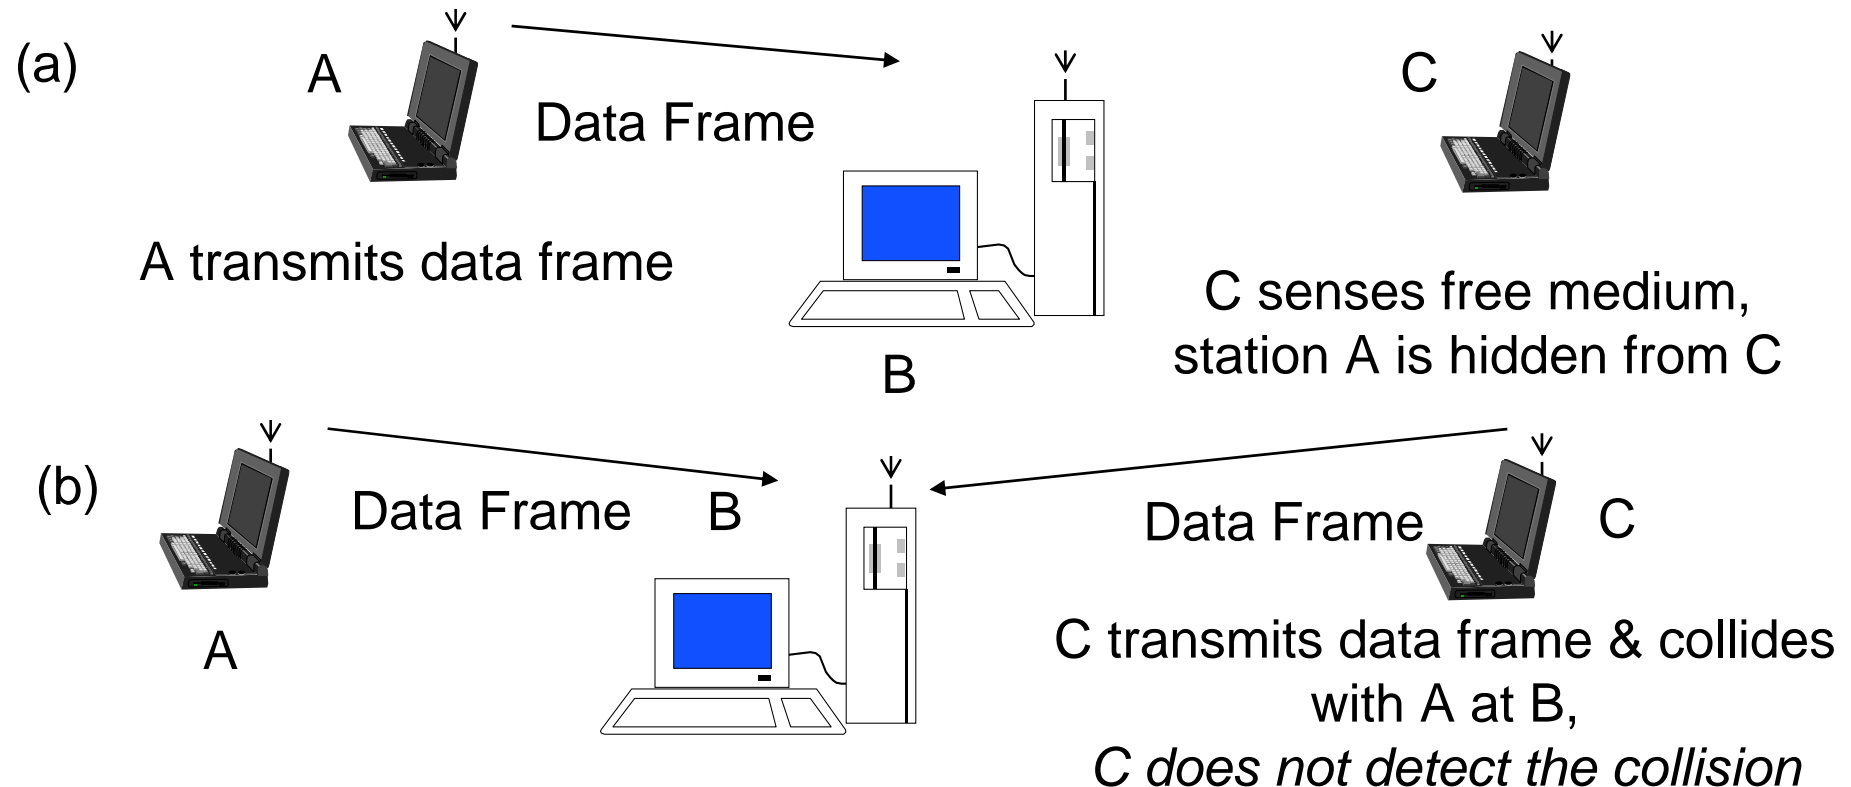 (a)
A
C
Data Frame
A transmits data frame
C senses free medium,
station A is hidden from C
B
(b)
Data Frame
B
Data Frame
C
A
C transmits data frame & collides
with A at B,
C does not detect the collision